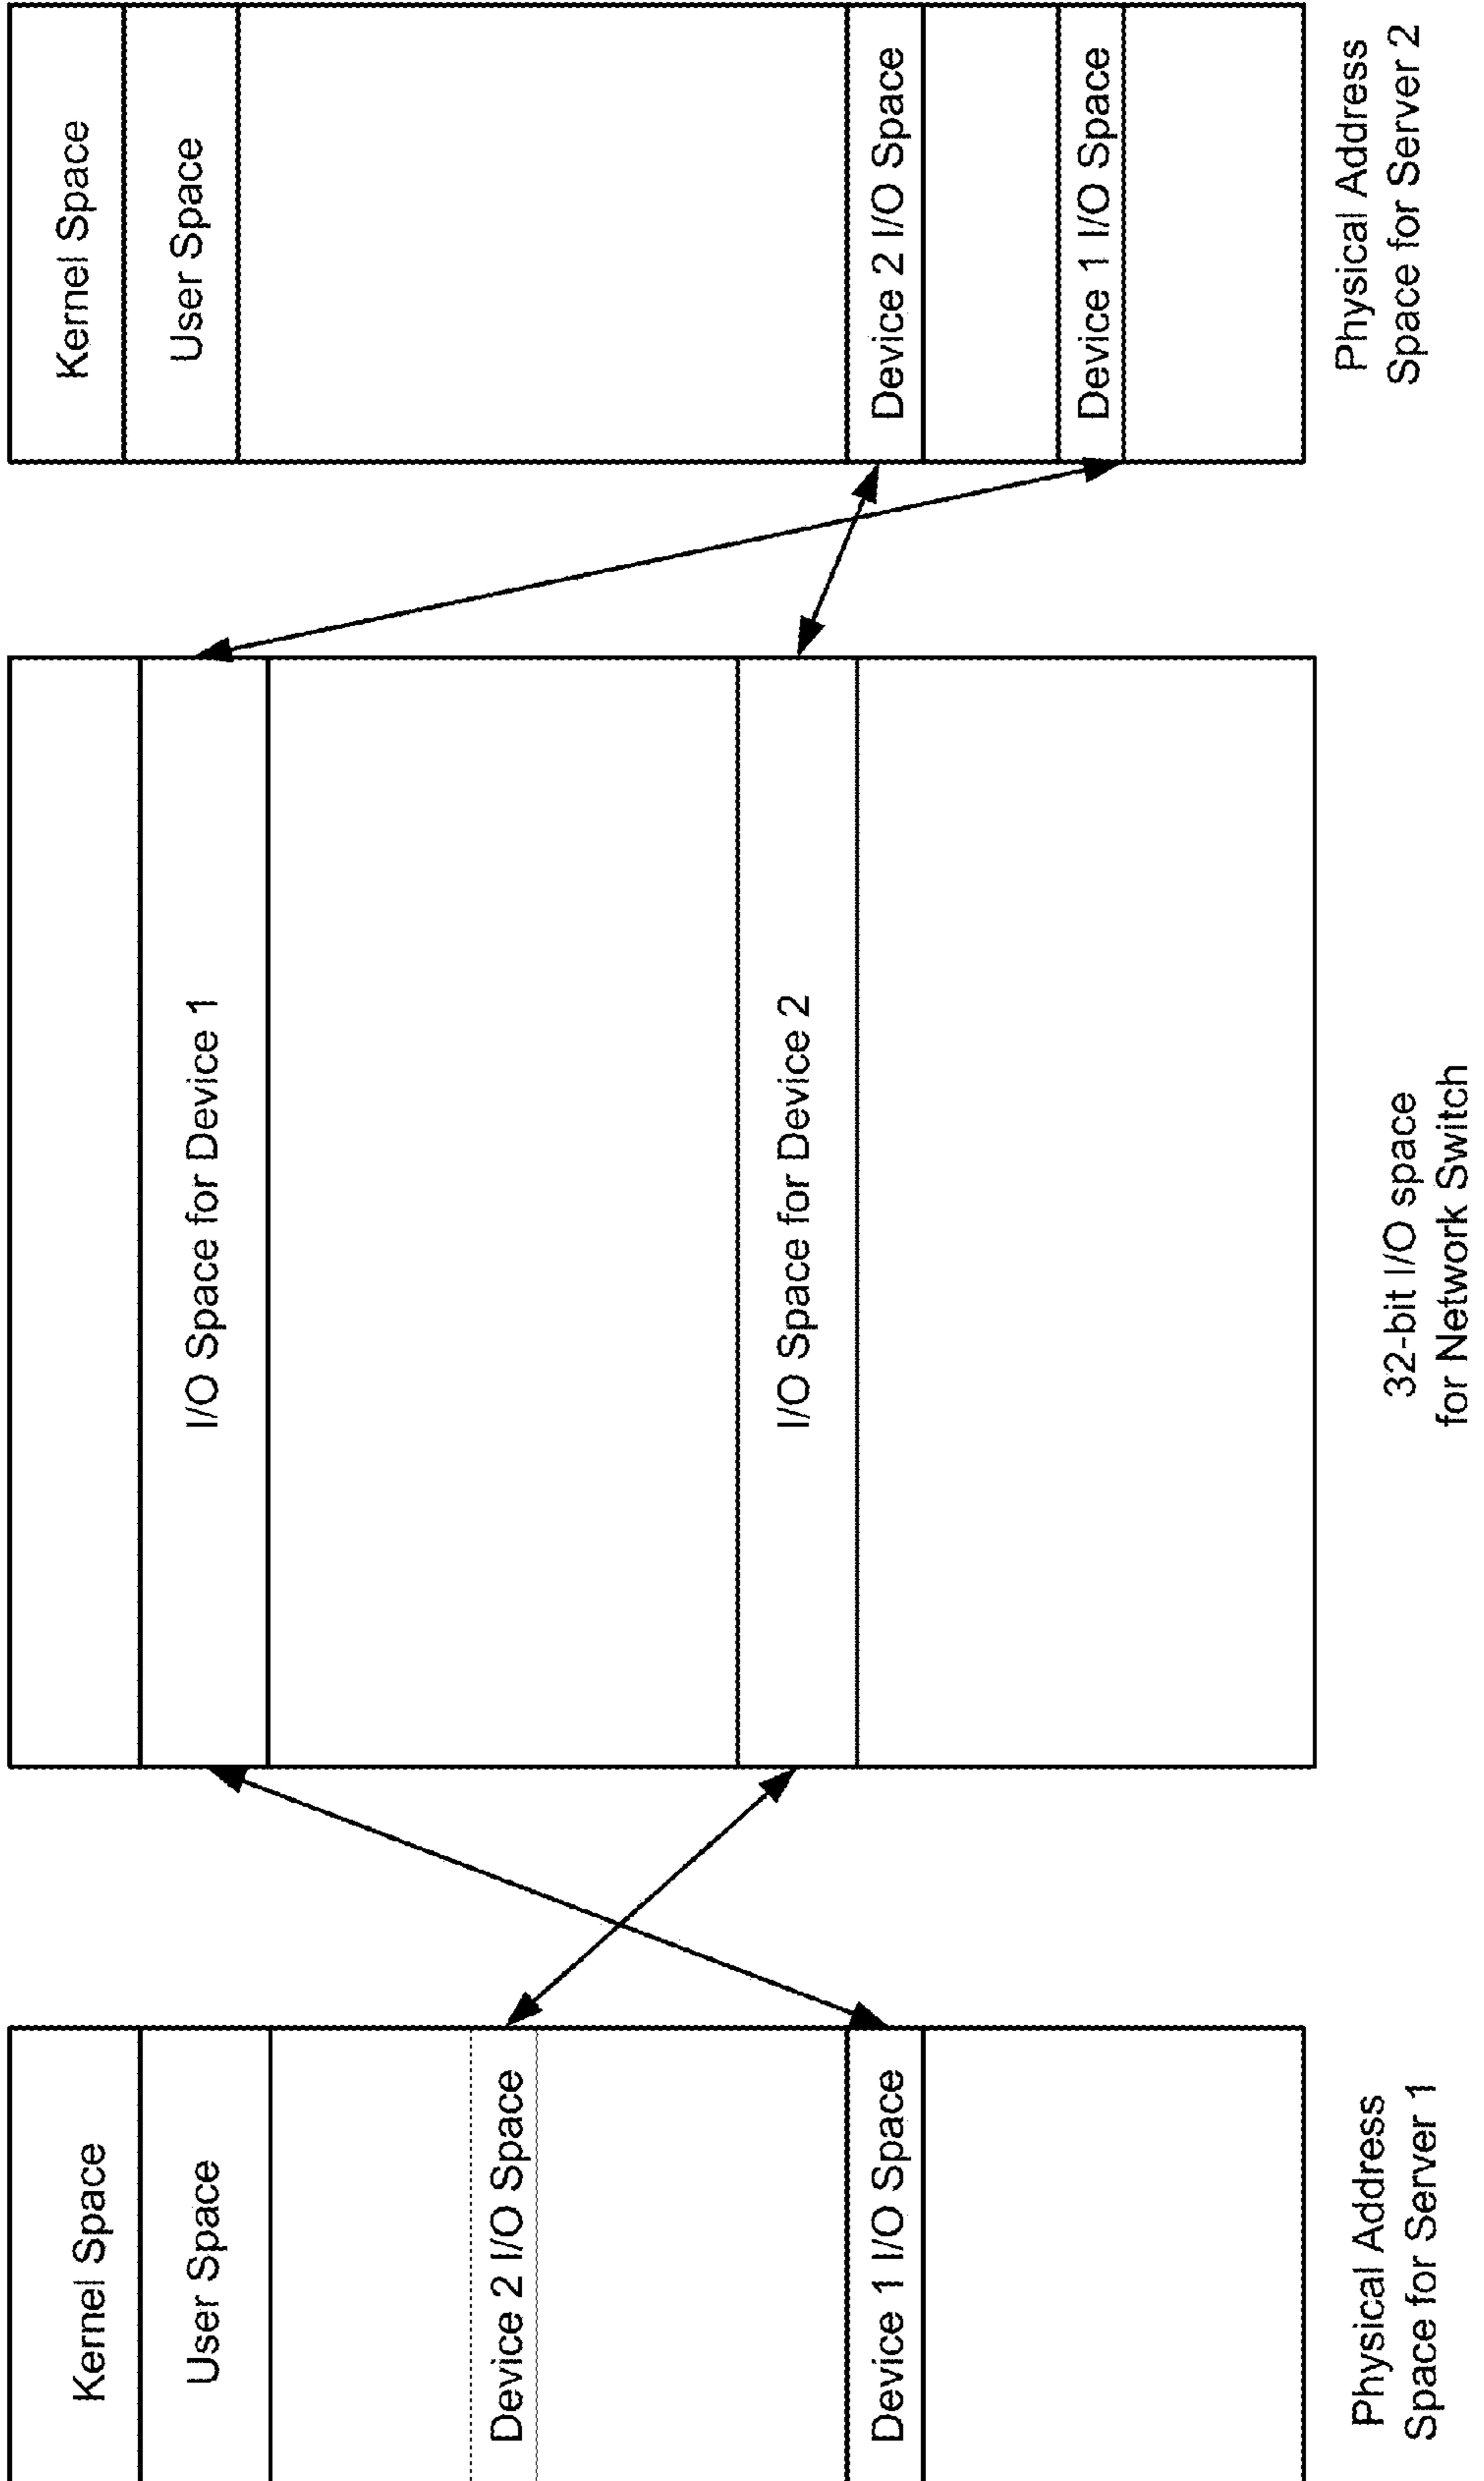 Kernel Space
User Space
Device 2 I/O Space
Device 1 I/O Space
Physical Address
Space for Server 1
I/O Space for Device 1
I/O Space for Device 2
32-bit I/O space
for Network Switch
Kernel Space
User Space
Device 2 I/O Space
Device 1 I/O Space
Physical Address
Space for Server 2